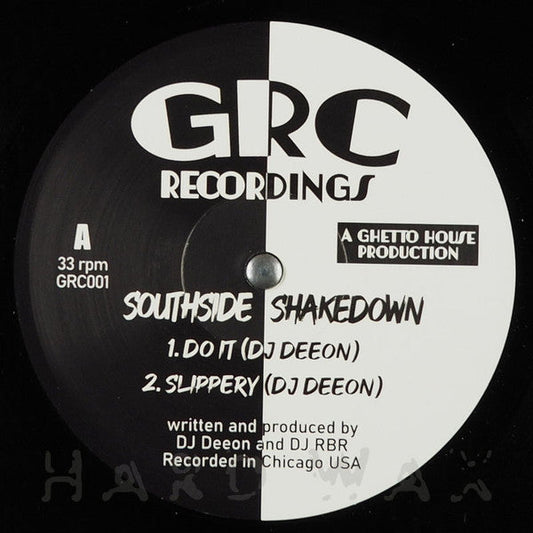 GRC
RECORDINGS
A
33 rpm
GRC001
A GHETTO HOUSE
PRODUCTION
SOUTHSIDE SHAKEDOWN
1. DO IT (DJ DEEON)
2. SLIPPERY (DJ DEEON)
written and produced by
DJ Deeon and DJ RBR
Recorded in Chicago USA
HARD WAX